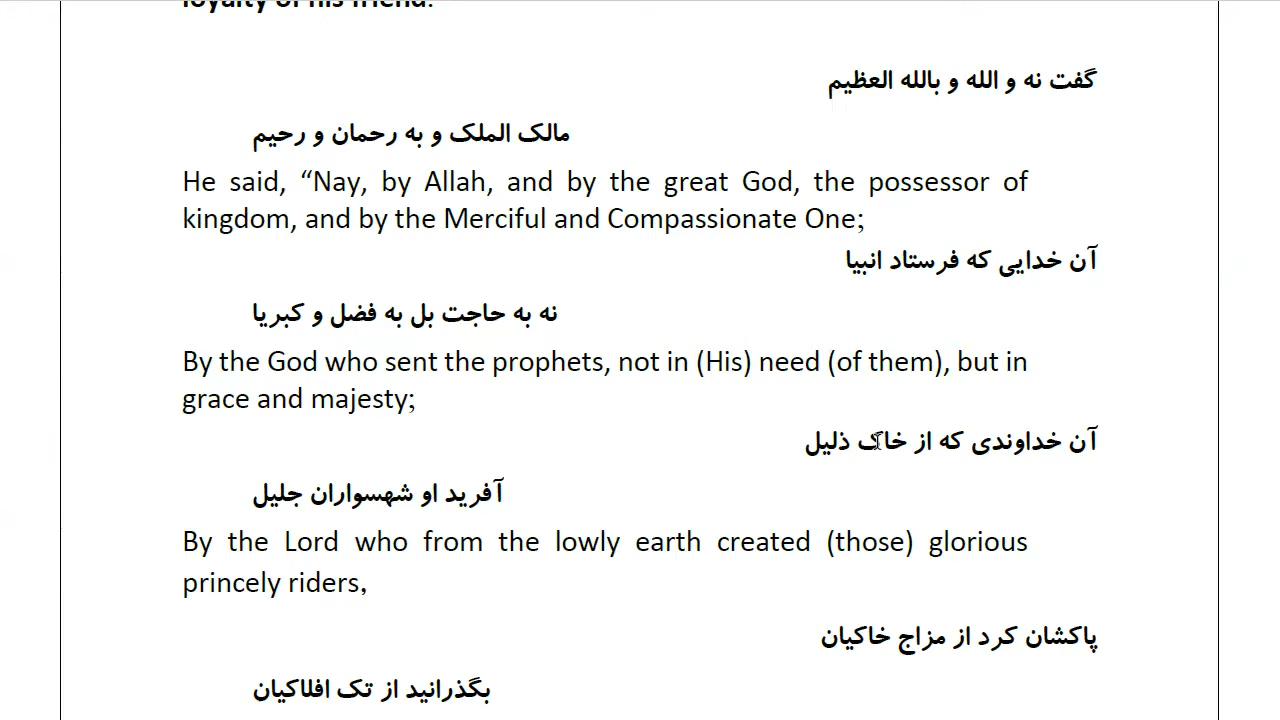 loyalty of his friend.
گفت نه و الله و بالله العظیم
مالک الملک و به رحمان و رحیم
He said, “Nay, by Allah, and by the great God, the possessor of
kingdom, and by the Merciful and Compassionate One;
آن خدایی که فرستاد انبیا
نه به حاجت بل به فضل و کبریا
By the God who sent the prophets, not in (His) need (of them), but in
grace and majesty;
آن خداوندی که از خاک ذلیل
آفرید او شهسواران جلیل
By the Lord who from the lowly earth created (those) glorious
princely riders,
پاکشان کرد از مزاج خاکیان
بگذرانید از تک افلاکیان